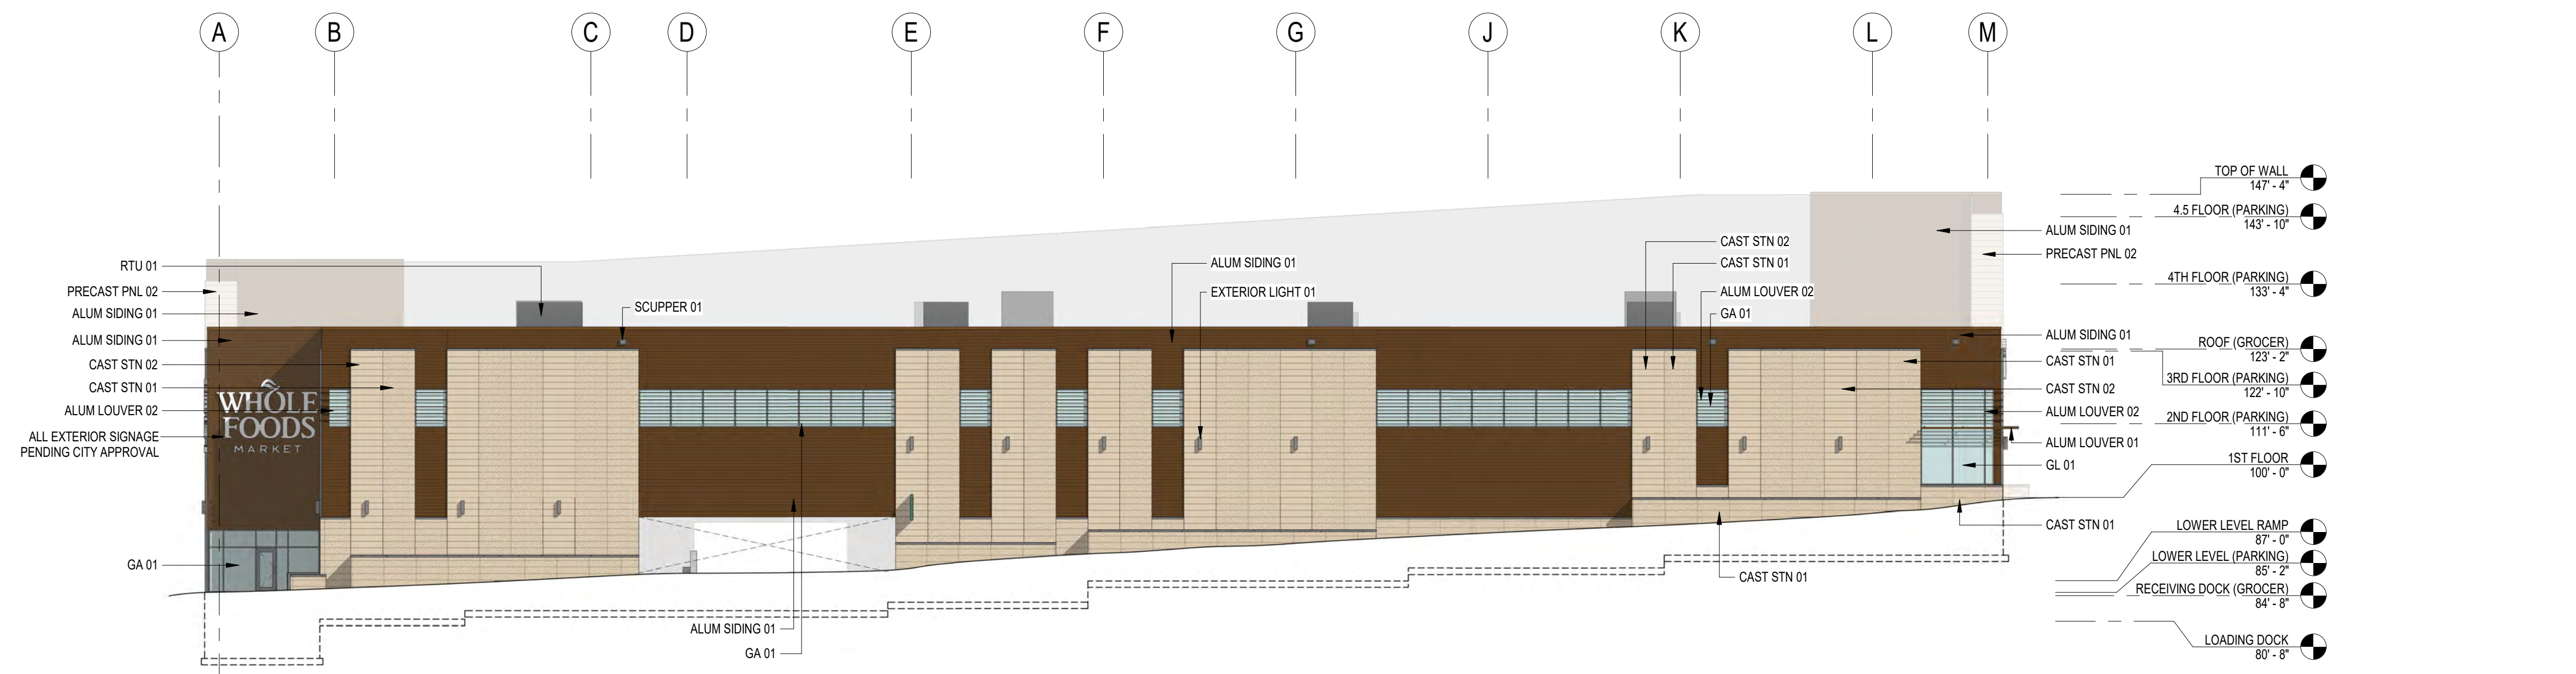 A B C D E F G J K L M
TOP OF WALL
147' - 4"
4.5 FLOOR (PARKING)
143' - 10"
4TH FLOOR (PARKING)
133' - 4"
ROOF (GROCER)
123' - 2"
3RD FLOOR (PARKING)
122' - 10"
2ND FLOOR (PARKING)
111' - 6"
1ST FLOOR
100' - 0"
LOWER LEVEL RAMP
87' - 0"
LOWER LEVEL (PARKING)
85' - 2"
RECEIVING DOCK (GROCER)
84' - 8"
LOADING DOCK
80' - 8"
RTU 01
PRECAST PNL 02
ALUM SIDING 01
ALUM SIDING 01
CAST STN 02
CAST STN 01
ALUM LOUVER 02
ALL EXTERIOR SIGNAGE
PENDING CITY APPROVAL
GA 01
WHOLE
FOODS
MARKET
SCUPPER 01
ALUM SIDING 01
EXTERIOR LIGHT 01
CAST STN 02
CAST STN 01
ALUM LOUVER 02
GA 01
ALUM SIDING 01
PRECAST PNL 02
ALUM SIDING 01
CAST STN 01
CAST STN 02
ALUM LOUVER 02
ALUM LOUVER 01
GL 01
CAST STN 01
CAST STN 01
ALUM SIDING 01
GA 01